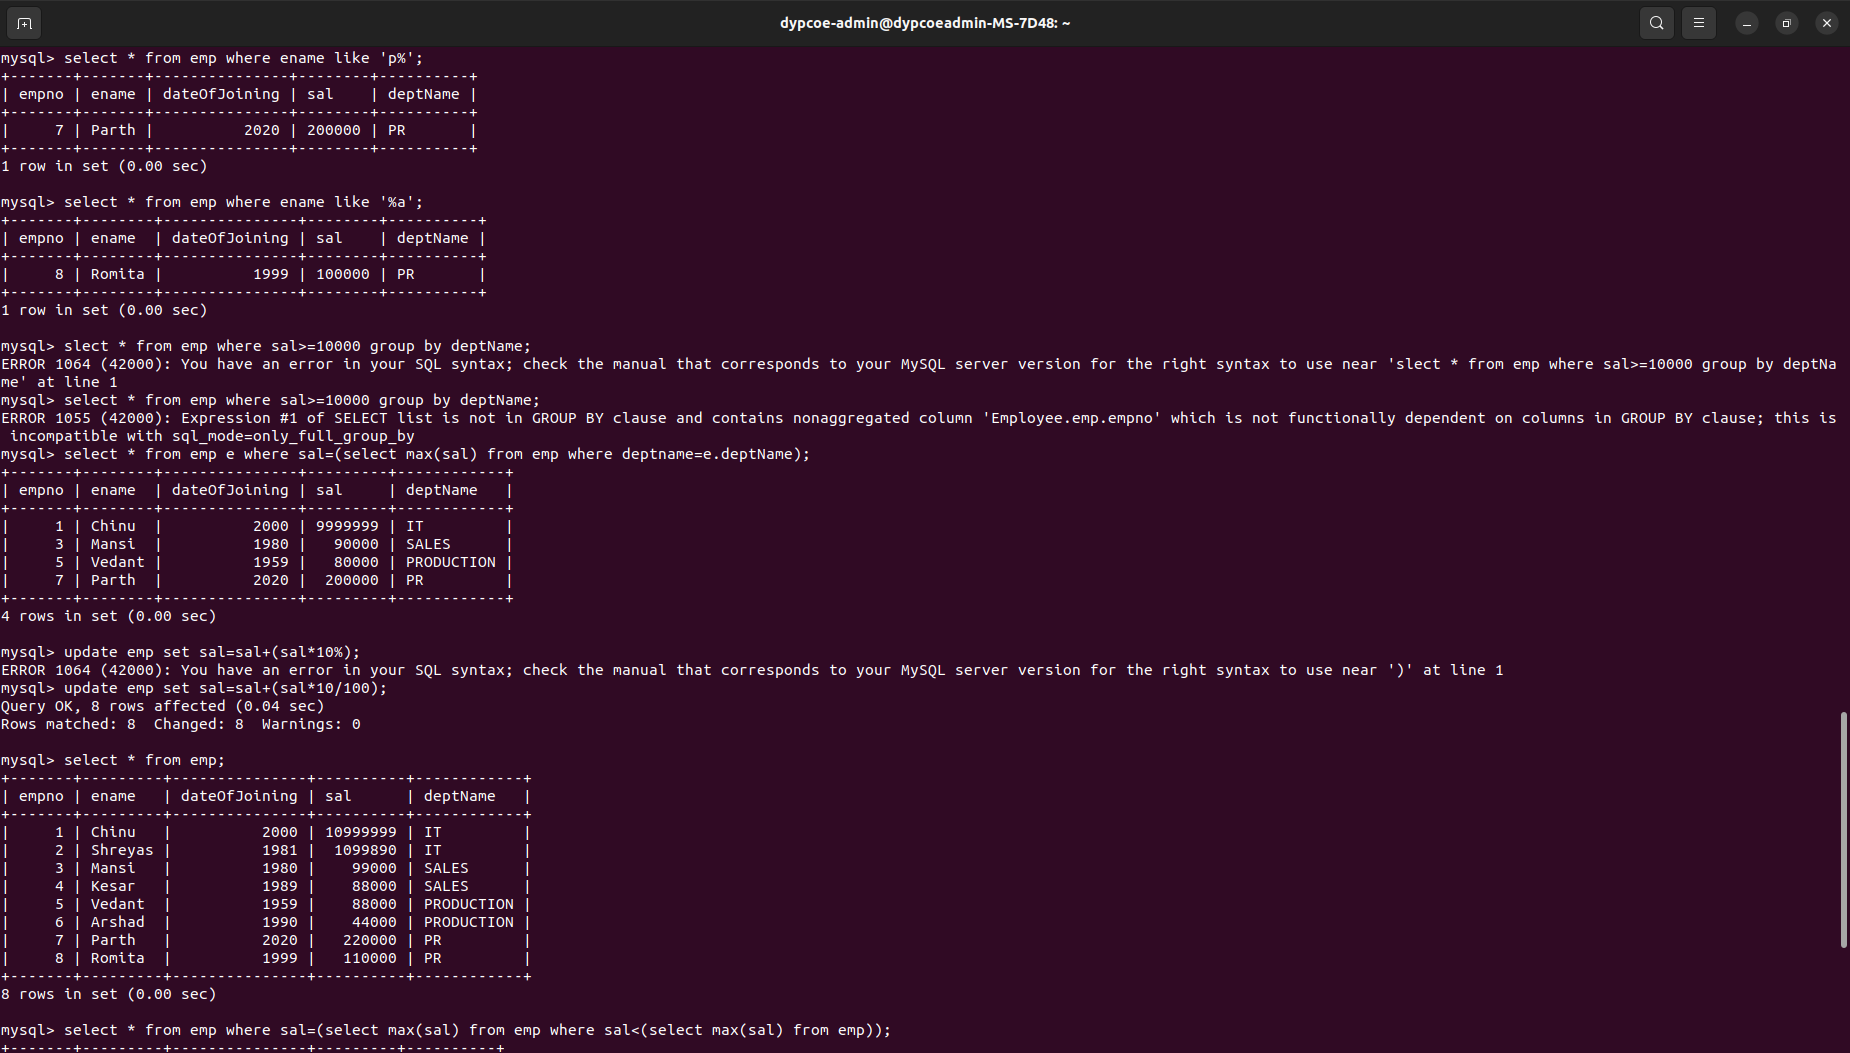 dypcoe-admin@dypcoeadmin-MS-7D48: ~
mysql> select * from emp where ename like 'p%';
+-------+-------+---------------+--------+----------+
| empno | ename | dateOfJoining | sal    | deptName |
+-------+-------+---------------+--------+----------+
|     7 | Parth |          2020 | 200000 | PR       |
+-------+-------+---------------+--------+----------+
1 row in set (0.00 sec)

mysql> select * from emp where ename like '%a';
+-------+--------+---------------+--------+----------+
| empno | ename  | dateOfJoining | sal    | deptName |
+-------+--------+---------------+--------+----------+
|     8 | Romita |          1999 | 100000 | PR       |
+-------+--------+---------------+--------+----------+
1 row in set (0.00 sec)

mysql> slect * from emp where sal>=10000 group by deptName;
ERROR 1064 (42000): You have an error in your SQL syntax; check the manual that corresponds to your MySQL server version for the right syntax to use near 'slect * from emp where sal>=10000 group by deptNa
me' at line 1
mysql> select * from emp where sal>=10000 group by deptName;
ERROR 1055 (42000): Expression #1 of SELECT list is not in GROUP BY clause and contains nonaggregated column 'Employee.emp.empno' which is not functionally dependent on columns in GROUP BY clause; this is
 incompatible with sql_mode=only_full_group_by
mysql> select * from emp e where sal=(select max(sal) from emp where deptname=e.deptName);
+-------+--------+---------------+---------+------------+
| empno | ename  | dateOfJoining | sal     | deptName   |
+-------+--------+---------------+---------+------------+
|     1 | Chinu  |          2000 | 9999999 | IT         |
|     3 | Mansi  |          1980 |   90000 | SALES      |
|     5 | Vedant |          1959 |   80000 | PRODUCTION |
|     7 | Parth  |          2020 |  200000 | PR         |
+-------+--------+---------------+---------+------------+
4 rows in set (0.00 sec)

mysql> update emp set sal=sal+(sal*10%);
ERROR 1064 (42000): You have an error in your SQL syntax; check the manual that corresponds to your MySQL server version for the right syntax to use near ')' at line 1
mysql> update emp set sal=sal+(sal*10/100);
Query OK, 8 rows affected (0.04 sec)
Rows matched: 8  Changed: 8  Warnings: 0

mysql> select * from emp;
+-------+---------+---------------+----------+------------+
| empno | ename   | dateOfJoining | sal      | deptName   |
+-------+---------+---------------+----------+------------+
|     1 | Chinu   |          2000 | 10999999 | IT         |
|     2 | Shreyas |          1981 |  1099890 | IT         |
|     3 | Mansi   |          1980 |    99000 | SALES      |
|     4 | Kesar   |          1989 |    88000 | SALES      |
|     5 | Vedant  |          1959 |    88000 | PRODUCTION |
|     6 | Arshad  |          1990 |    44000 | PRODUCTION |
|     7 | Parth   |          2020 |   220000 | PR         |
|     8 | Romita  |          1999 |   110000 | PR         |
+-------+---------+---------------+----------+------------+
8 rows in set (0.00 sec)

mysql> select * from emp where sal=(select max(sal) from emp where sal<(select max(sal) from emp));
+-------+---------+---------------+---------+----------+